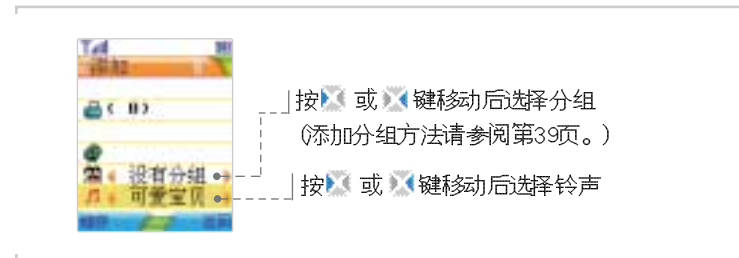 添加
没有分组
可爱宝贝
按 或 键移动后选择分组
(添加分组方法请参阅第39页。)
按 或 键移动后选择铃声